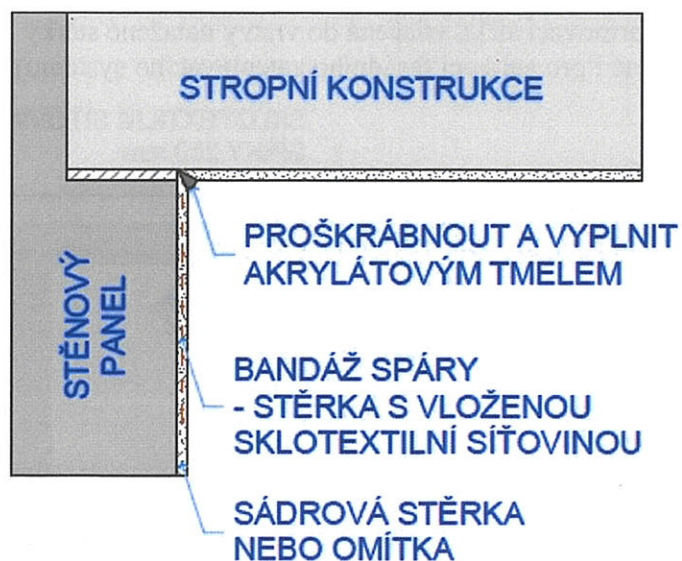 STROPNÍ KONSTRUKCE
STĚNOVÝ
PANEL
PROŠKRÁBNOUT A VYPLNIT
AKRYLÁTOVÝM TMELEM
BANDÁŽ SPÁRY
- STĚRKA S VLOŽENOU
SKLOTEXTILNÍ SÍŤOVINOU
SÁDROVÁ STĚRKA
NEBO OMÍTKA